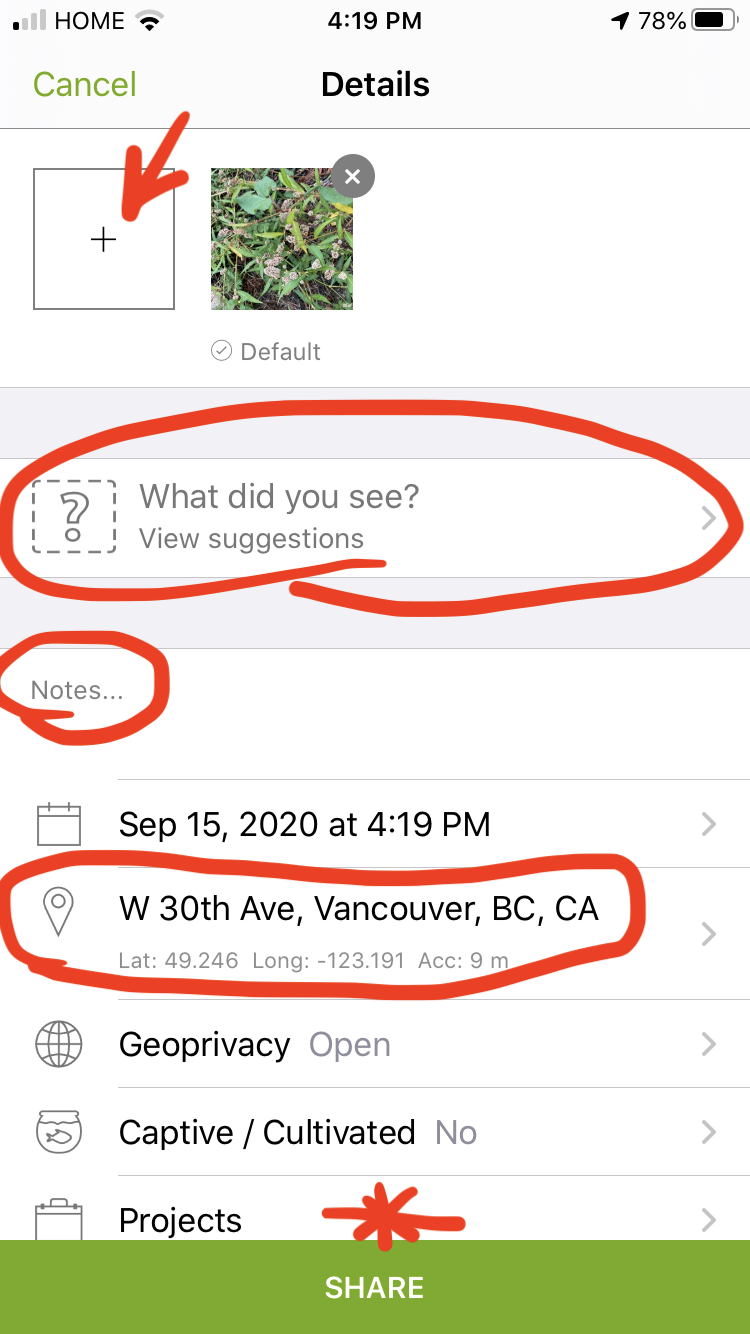 HOME 4:19 PM 78%
Cancel Details
+
Default
What did you see?
View suggestions
Notes...
Sep 15, 2020 at 4:19 PM
W 30th Ave, Vancouver, BC, CA
Lat: 49.246 Long: -123.191 Acc: 9 m
Geoprivacy Open
Captive / Cultivated No
Projects
SHARE